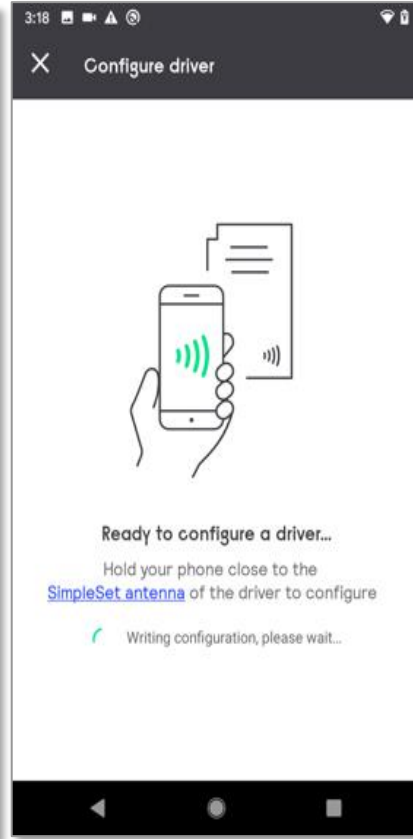 3:18
Configure driver
Ready to configure a driver...
Hold your phone close to the
SimpleSet antenna of the driver to configure
Writing configuration, please wait...